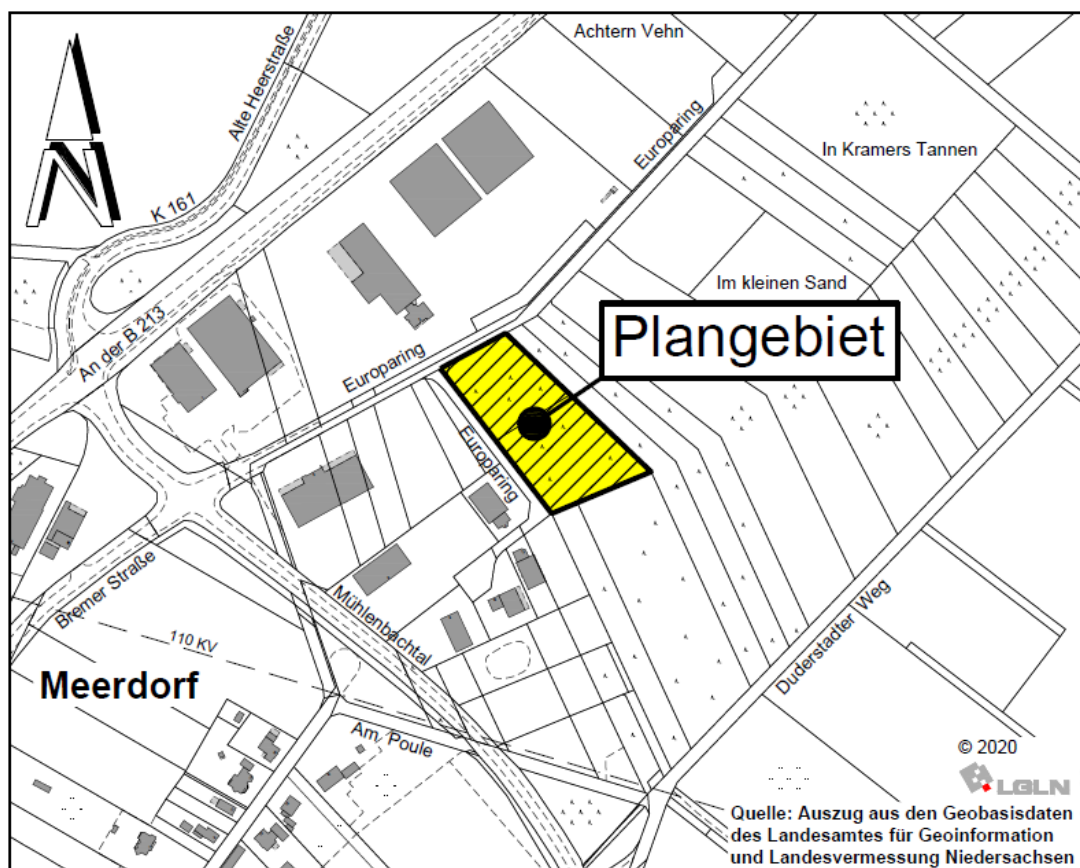 Achtern Vehn
Alte Heerstraße
Europaring
In Kramers Tannen
N
K 161
Im kleinen Sand
Plangebiet
An der B 213
Europaring
Europaring
Bremer Straße
Mühlenbachtal
110 KV
Duderstadter Weg
Meerdorf
Am Poule
© 2020
LGLN
Quelle: Auszug aus den Geobasisdaten
des Landesamtes für Geoinformation
und Landesvermessung Niedersachsen